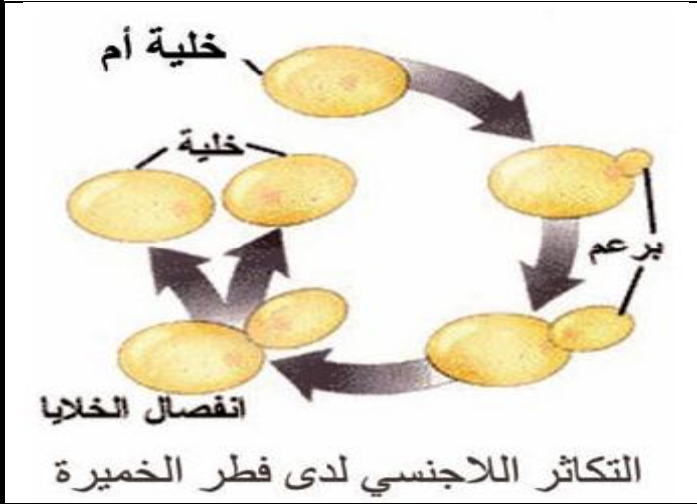 خلية أم
خلية
برعم
انفصال الخلايا
التكاثر اللاجنسي لدى فطر الخميرة